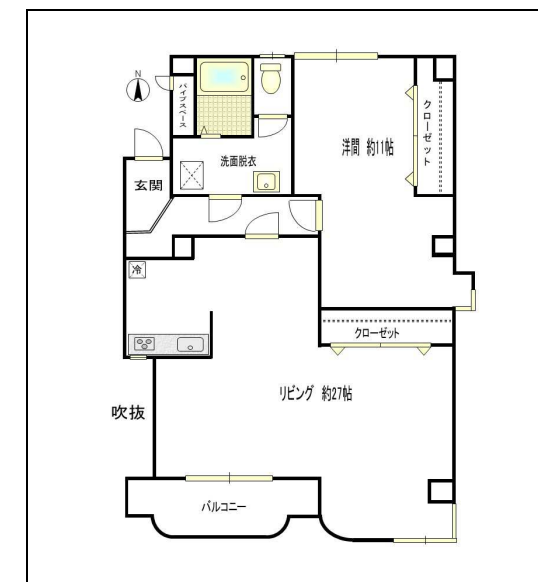 N
パイプスペース
クローゼット
洋間 約11帖
洗面脱衣
玄関
冷
クローゼット
リビング 約27帖
吹抜
バルコニー